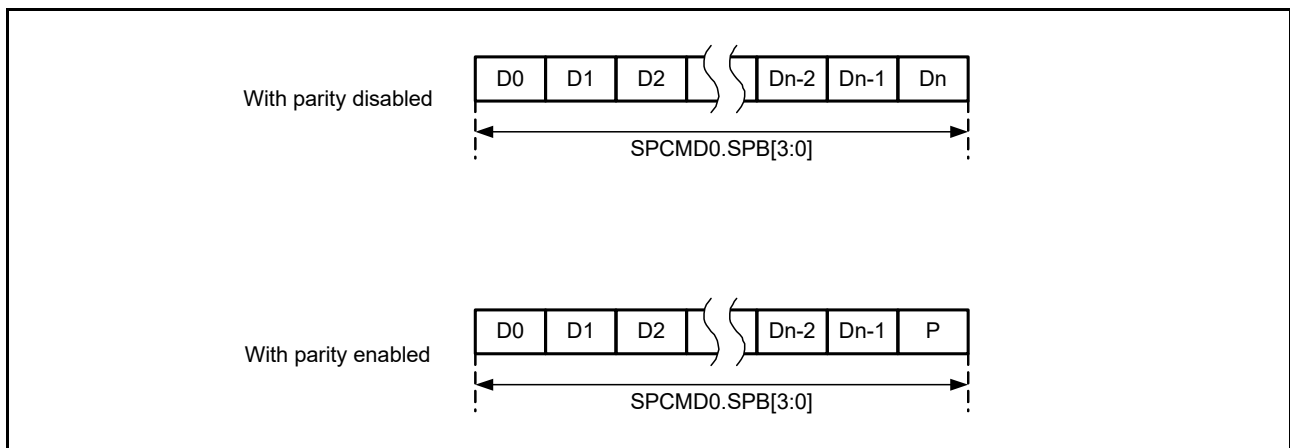 D0 D1 D2 Dn-2 Dn-1 Dn
With parity disabled
SPCMD0.SPB[3:0]
D0 D1 D2 Dn-2 Dn-1 P
With parity enabled
SPCMD0.SPB[3:0]